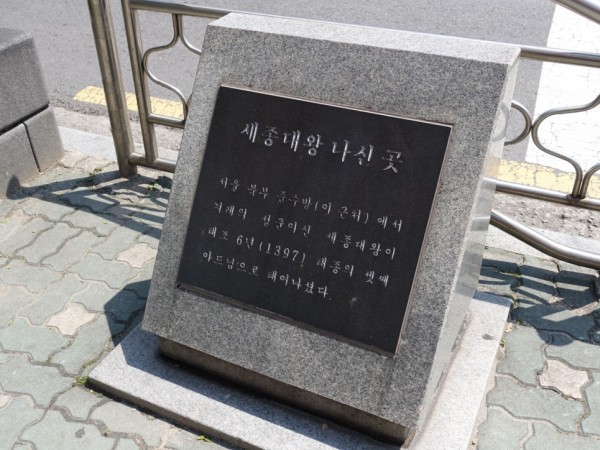 세종대왕 나신 곳
서울 북부 준수방(이 근처) 에서
겨레의 성군이신 세종대왕이
태조 6년(1397) 태종의 셋째
아드님으로 태어나셨다.